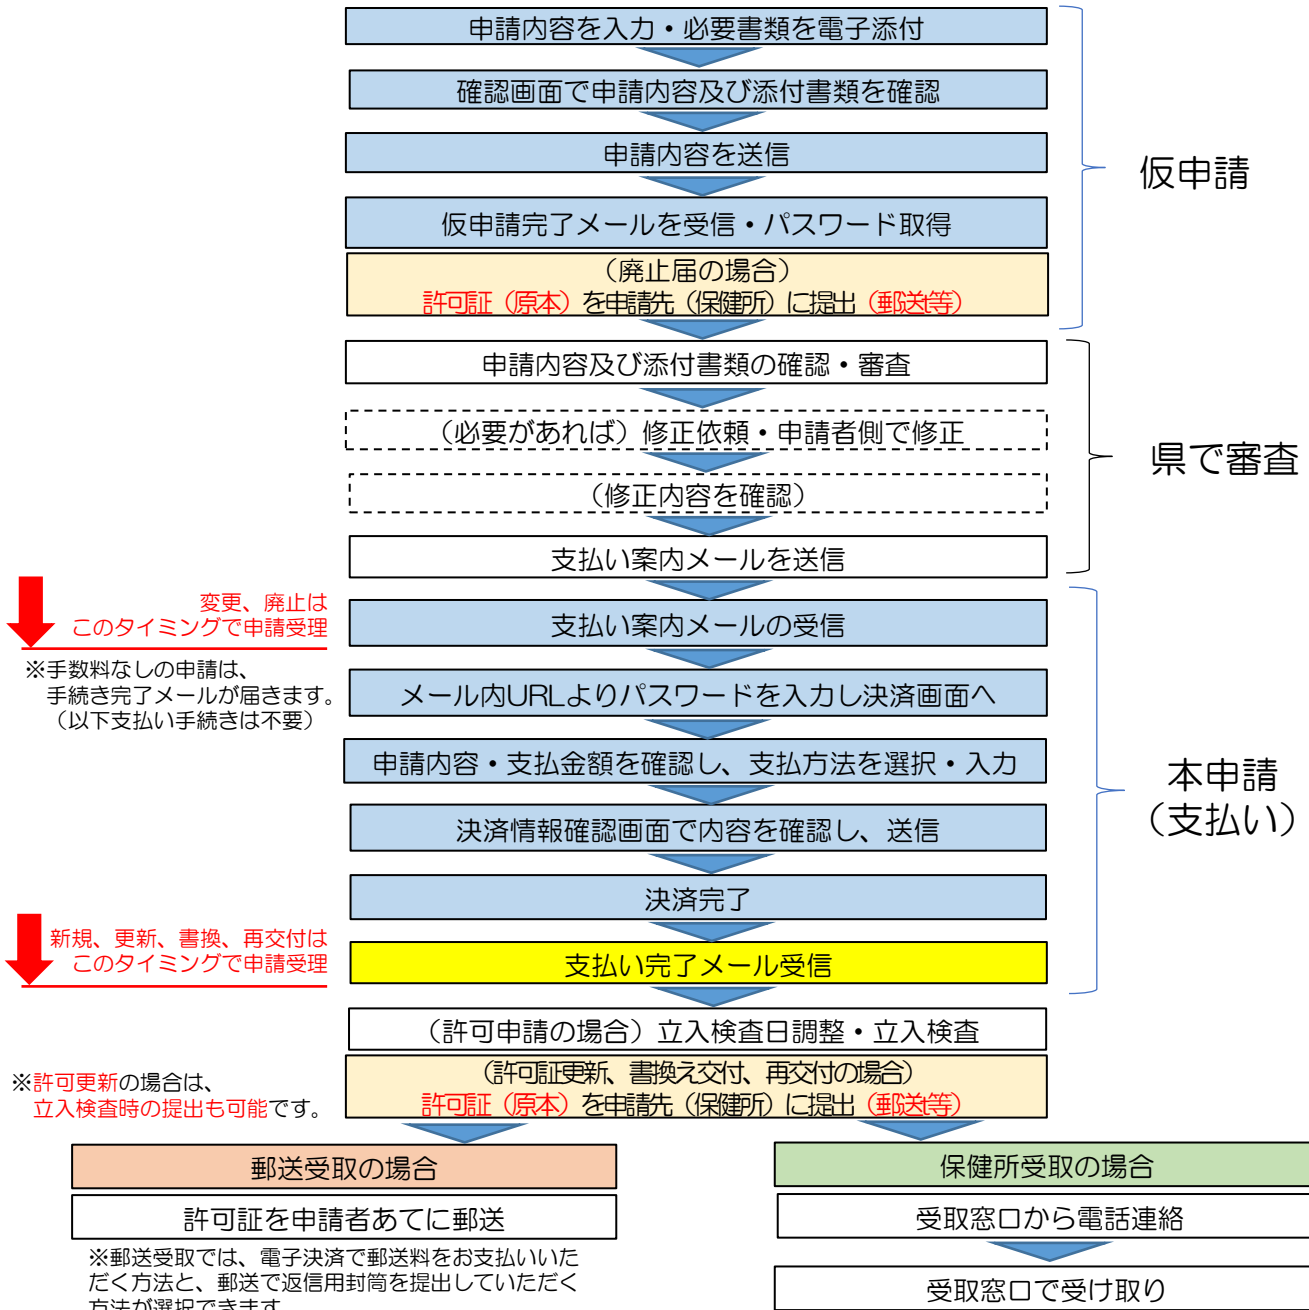 申請内容を入力・必要書類を電子添付
確認画面で申請内容及び添付書類を確認
申請内容を送信
仮申請完了メールを受信・パスワード取得
（廃止届の場合）
許可証（原本）を申請先（保健所）に提出（郵送等）
仮申請
申請内容及び添付書類の確認・審査
（必要があれば）修正依頼・申請者側で修正
（修正内容を確認）
支払い案内メールを送信
県で審査
変更、廃止は
このタイミングで申請受理
※手数料なしの申請は、
手続き完了メールが届きます。
（以下支払い手続きは不要）
支払い案内メールの受信
メール内URLよりパスワードを入力し決済画面へ
申請内容・支払金額を確認し、支払方法を選択・入力
決済情報確認画面で内容を確認し、送信
決済完了
支払い完了メール受信
本申請
（支払い）
新規、更新、書換、再交付は
このタイミングで申請受理
（許可申請の場合）立入検査日調整・立入検査
（許可証更新、書換え交付、再交付の場合）
許可証（原本）を申請先（保健所）に提出（郵送等）
※許可更新の場合は、
立入検査時の提出も可能です。
郵送受取の場合
許可証を申請者あてに郵送
※郵送受取では、電子決済で郵送料をお支払いいた
だく方法と、郵送で返信用封筒を提出していただく
方法が選択できます
保健所受取の場合
受取窓口から電話連絡
受取窓口で受け取り